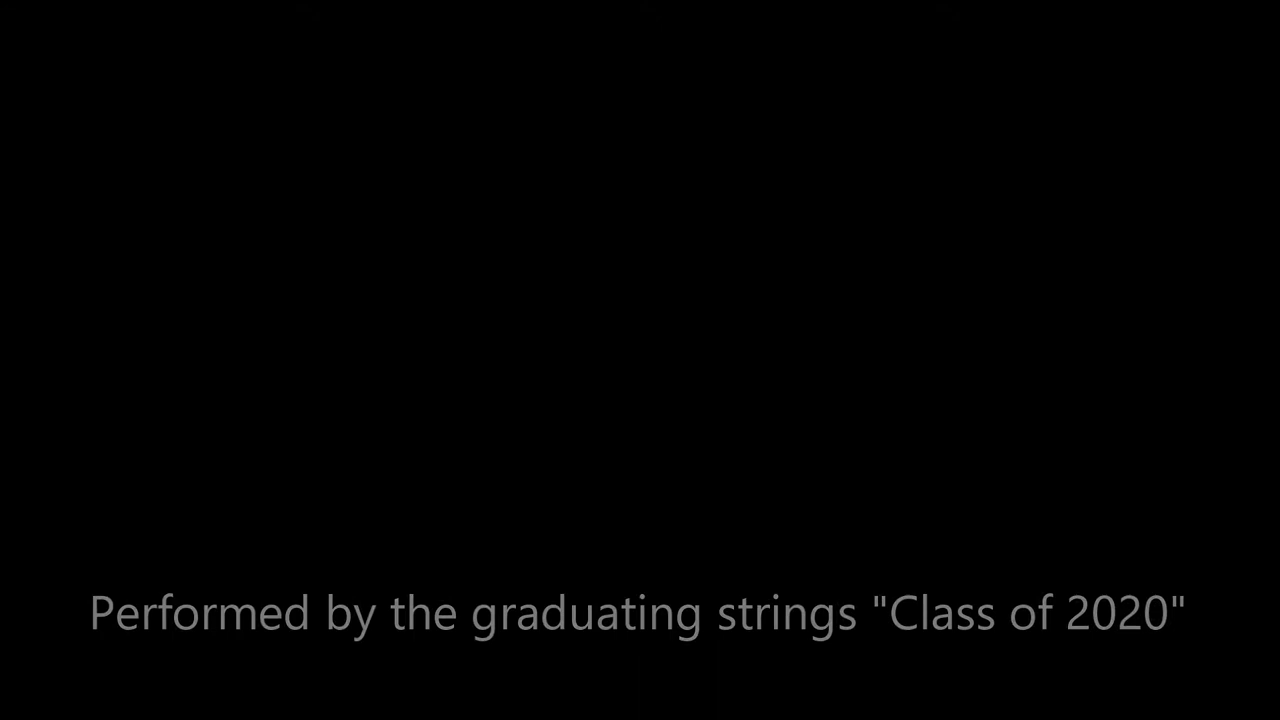 Performed by the graduating strings "Class of 2020"